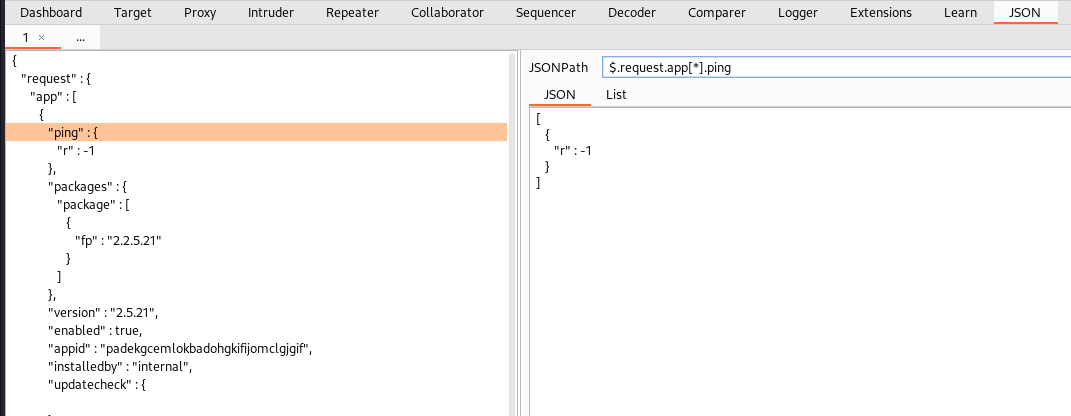 Dashboard Target Proxy Intruder Repeater Collaborator Sequencer Decoder Comparer Logger Extensions Learn JSON
1 × ...
{
"request" : {
"app" : [
{
"ping" : {
"r" : -1
},
"packages" : {
"package" : [
{
"fp" : "2.2.5.21"
}
]
},
"version" : "2.5.21",
"enabled" : true,
"appid" : "padekgcemlokbadohgkifijomclgjgif",
"installedby" : "internal",
"updatecheck" : {
JSONPath $.request.app[*].ping
JSON List
[
{
"r" : -1
}
]